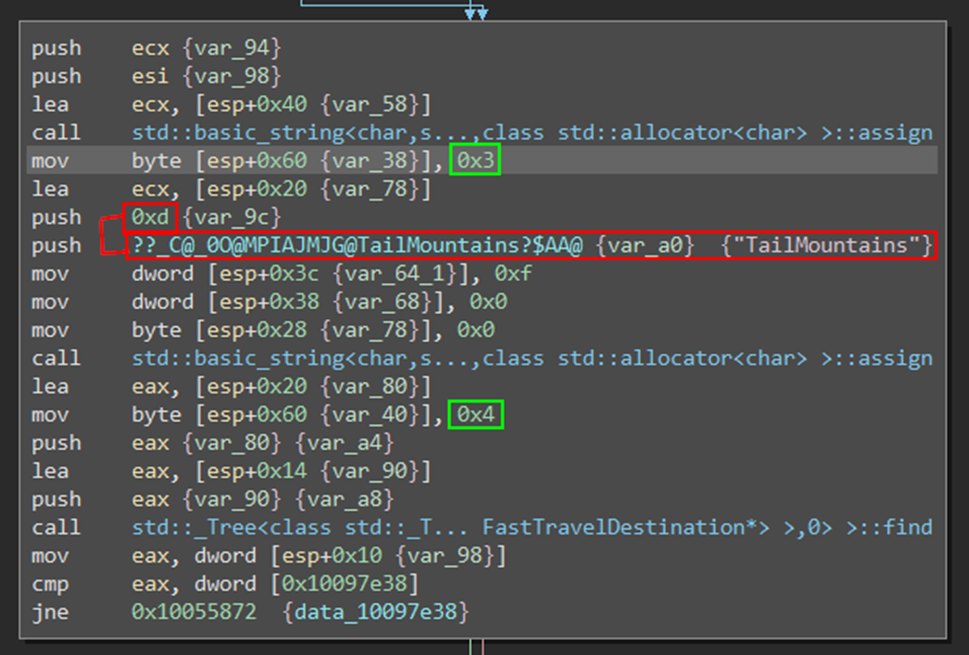 push ecx {var_94}
push esi {var_98}
lea ecx, [esp+0x40 {var_58}]
call std::basic_string<char,s...,class std::allocator<char> >::assign
mov byte [esp+0x60 {var_38}], 0x3
lea ecx, [esp+0x20 {var_78}]
push 0xd {var_9c}
push ??_C@_0O@MPIAJMJG@TailMountains?$AA@ {var_a0} {"TailMountains"}
mov dword [esp+0x3c {var_64_1}], 0xf
mov dword [esp+0x38 {var_68}], 0x0
mov byte [esp+0x28 {var_78}], 0x0
call std::basic_string<char,s...,class std::allocator<char> >::assign
lea eax, [esp+0x20 {var_80}]
mov byte [esp+0x60 {var_40}], 0x4
push eax {var_80} {var_a4}
lea eax, [esp+0x14 {var_90}]
push eax {var_90} {var_a8}
call std::_Tree<class std::_T... FastTravelDestination*> >,0> >::find
mov eax, dword [esp+0x10 {var_98}]
cmp eax, dword [0x10097e38]
jne 0x10055872 {data_10097e38}